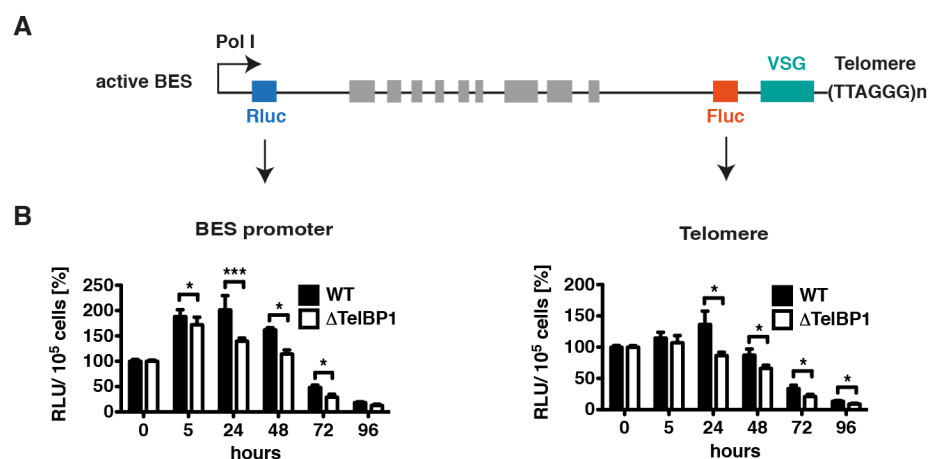 A
Pol I
active BES
VSG
Telomere
(TTAGGG)n
Rluc
Fluc
B
BES promoter
Telomere
RLU/ 10⁵ cells [%]
250
200
150
100
50
0
*
***
*
*
WT
ΔTelBP1
0 5 24 48 72 96
hours
RLU/ 10⁵ cells [%]
200
150
100
50
0
*
*
*
*
WT
ΔTelBP1
0 5 24 48 72 96
hours